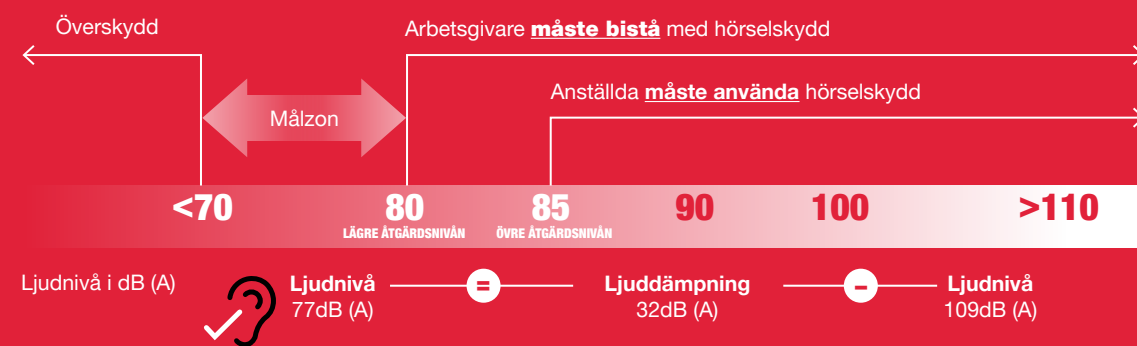 Överskydd
Arbetsgivare måste bistå med hörselskydd
Anställda måste använda hörselskydd
Målzon
<70
80
85
90
100
>110
LÄGRE ÅTGÄRDSNIVÅN
ÖVRE ÅTGÄRDSNIVÅN
Ljudnivå i dB (A)
Ljudnivå
77dB (A)
=
Ljuddämpning
32dB (A)
-
Ljudnivå
109dB (A)